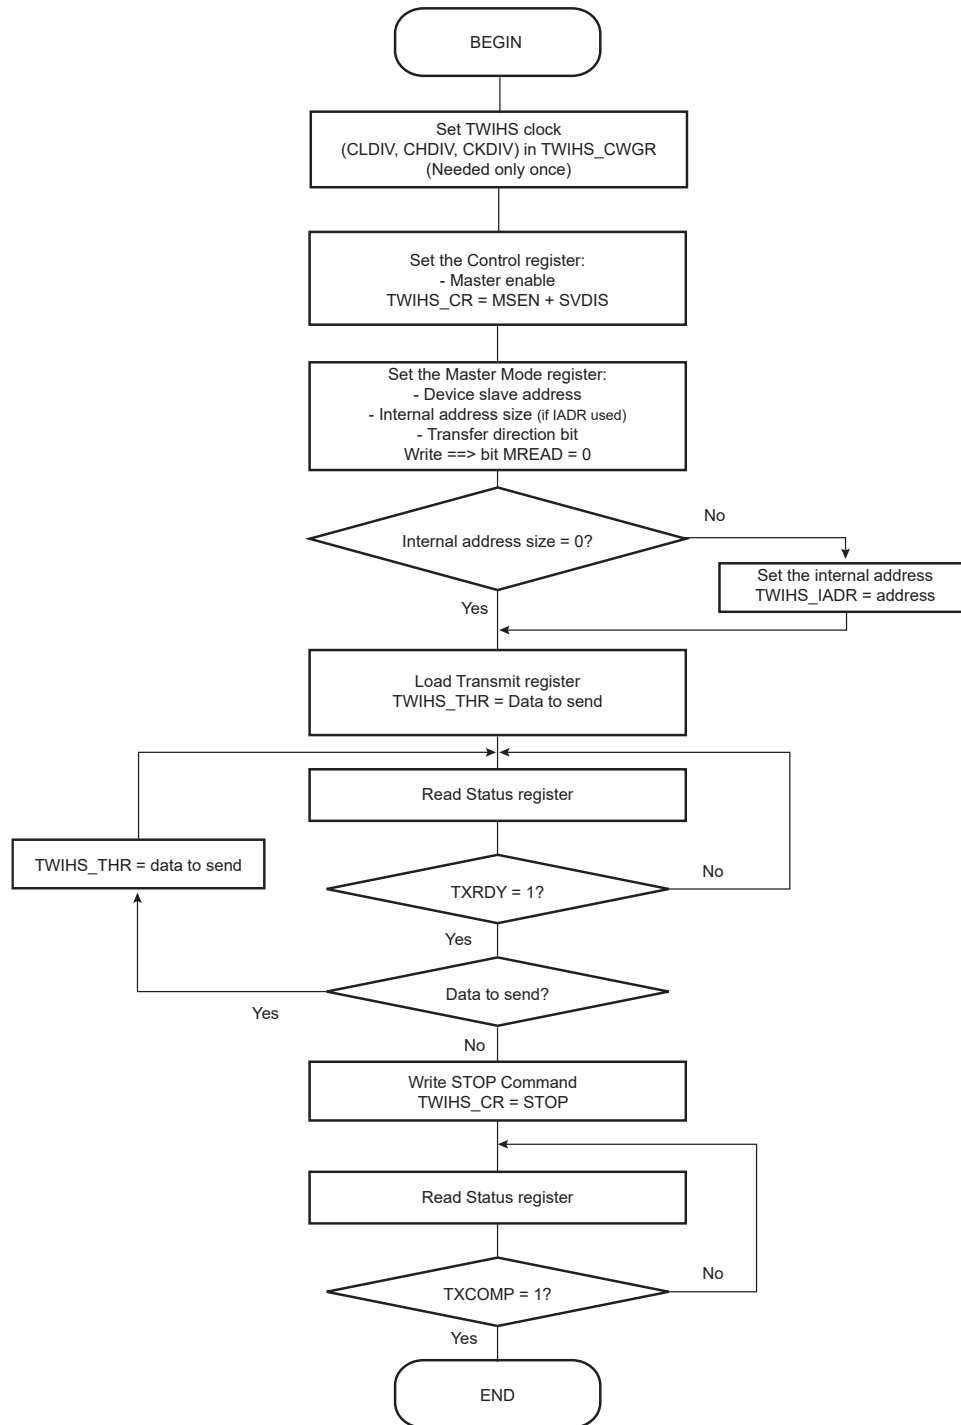 BEGIN
Set TWIHS clock
(CLDIV, CHDIV, CKDIV) in TWIHS_CWGR
(Needed only once)
Set the Control register:
- Master enable
TWIHS_CR = MSEN + SVDIS
Set the Master Mode register:
- Device slave address
- Internal address size (if IADR used)
- Transfer direction bit
Write ==> bit MREAD = 0
Internal address size = 0?
No
Set the internal address
TWIHS_IADR = address
Yes
Load Transmit register
TWIHS_THR = Data to send
Read Status register
TWIHS_THR = data to send
TXRDY = 1?
No
Yes
Data to send?
Yes
No
Write STOP Command
TWIHS_CR = STOP
Read Status register
TXCOMP = 1?
No
Yes
END